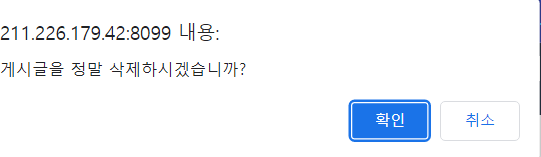 211.226.179.42:8099 내용:
게시글을 정말 삭제하시겠습니까?
확인 취소